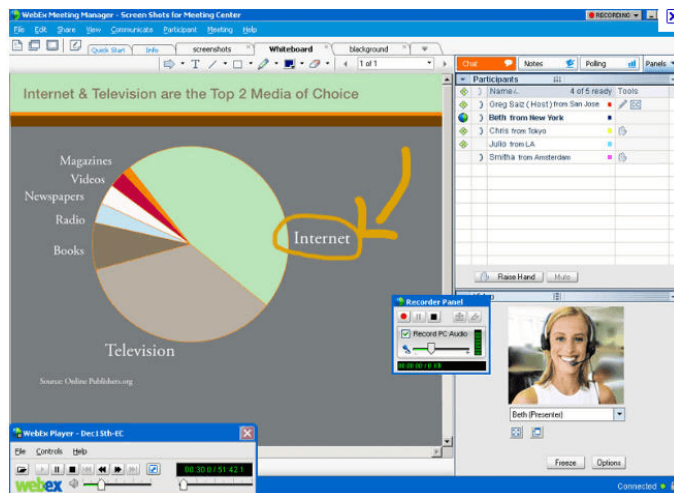 WebEx Meeting Manager - Screen Shots for Meeting Center
RECORDING
File Edit Share View Communicate Participant Meeting Help
Quick Start Info screenshots Whiteboard background
T 1 of 1
Chat Notes Polling Panels
Internet & Television are the Top 2 Media of Choice
Participants
Name 4 of 5 ready Tools
Greg Saiz (Host) from San Jose
Beth from New York
Chris from Tokyo
Julio from LA
Smitha from Amsterdam
Magazines
Videos
Newspapers
Radio
Books
Internet
Television
Source: Online Publishers.org
Raise Hand Mute
Video
Recorder Panel
Record PC Audio
Beth (Presenter)
Freeze Options
WebEx Player - Dec15th-EC
File Controls Help
webex
Connected